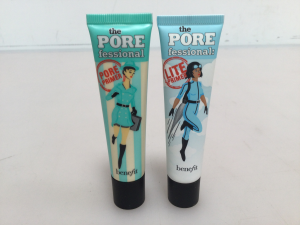 the
PORE
fessional
PORE
PRIMER
benefit
the
PORE
fessional:
LITE
PRIMER
benefit